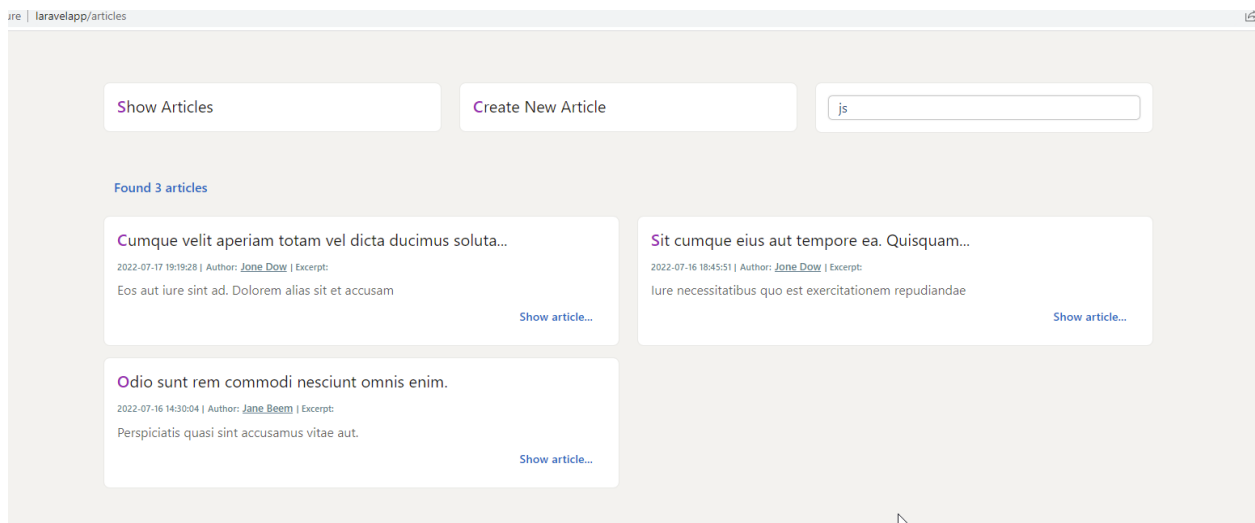 ure | laravelapp/articles
Show Articles
Create New Article
js
Found 3 articles
Cumque velit aperiam totam vel dicta ducimus soluta...
2022-07-17 19:19:28 | Author: Jone Dow | Excerpt:
Eos aut iure sint ad. Dolorem alias sit et accusam
Show article...
Sit cumque eius aut tempore ea. Quisquam...
2022-07-16 18:45:51 | Author: Jone Dow | Excerpt:
Iure necessitatibus quo est exercitationem repudiandae
Show article...
Odio sunt rem commodi nesciunt omnis enim.
2022-07-16 14:30:04 | Author: Jane Beem | Excerpt:
Perspiciatis quasi sint accusamus vitae aut.
Show article...